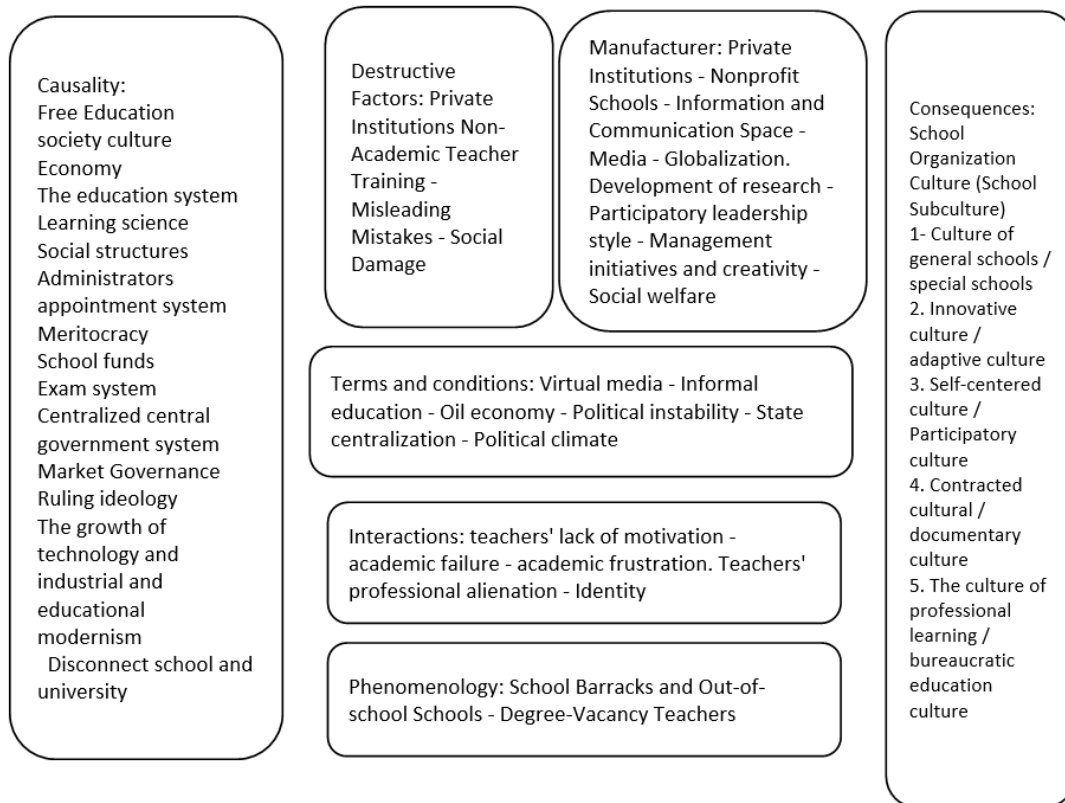 Causality:
Free Education
society culture
Economy
The education system
Learning science
Social structures
Administrators
appointment system
Meritocracy
School funds
Exam system
Centralized central
government system
Market Governance
Ruling ideology
The growth of
technology and
industrial and
educational
modernism
Disconnect school and
university
Destructive
Factors: Private
Institutions Non-
Academic Teacher
Training -
Misleading
Mistakes - Social
Damage
Manufacturer: Private
Institutions - Nonprofit
Schools - Information and
Communication Space -
Media - Globalization.
Development of research -
Participatory leadership
style - Management
initiatives and creativity -
Social welfare
Terms and conditions: Virtual media - Informal
education - Oil economy - Political instability - State
centralization - Political climate
Interactions: teachers' lack of motivation -
academic failure - academic frustration. Teachers'
professional alienation - Identity
Phenomenology: School Barracks and Out-of-
school Schools - Degree-Vacancy Teachers
Consequences:
School
Organization
Culture (School
Subculture)
1- Culture of
general schools /
special schools
2. Innovative
culture /
adaptive culture
3. Self-centered
culture /
Participatory
culture
4. Contracted
cultural /
documentary
culture
5. The culture of
professional
learning /
bureaucratic
education
culture